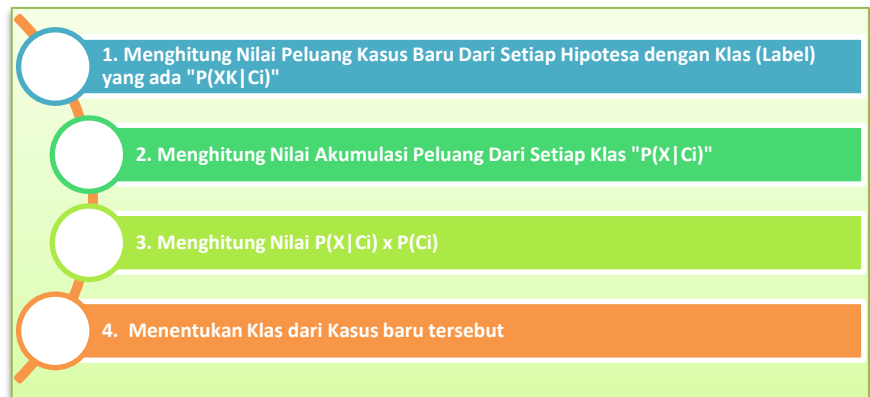 1. Menghitung Nilai Peluang Kasus Baru Dari Setiap Hipotesa dengan Klas (Label)
yang ada "P(XK|Ci)"
2. Menghitung Nilai Akumulasi Peluang Dari Setiap Klas "P(X|Ci)"
3. Menghitung Nilai P(X|Ci) x P(Ci)
4. Menentukan Klas dari Kasus baru tersebut